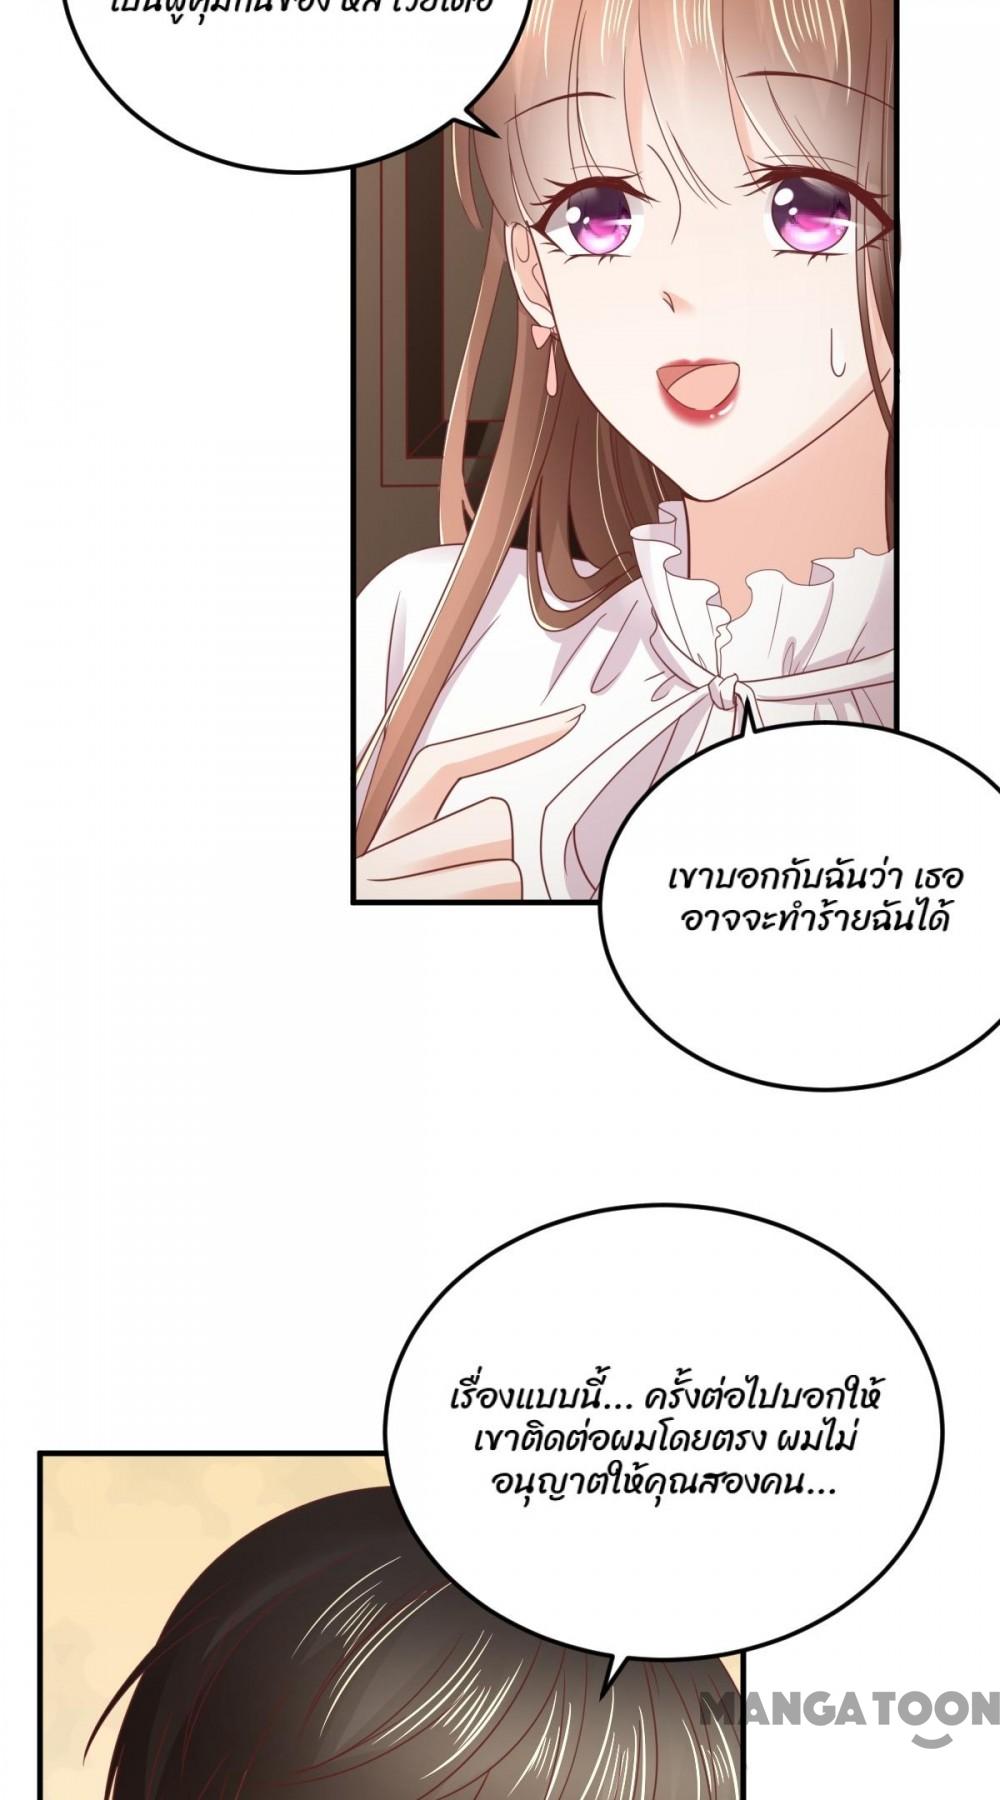 เขาบอกกับฉันว่า เธอ
อาจจะทำร้ายฉันได้
เรื่องแบบนี้... ครั้งต่อไปบอกให้
เขาติดต่อผมโดยตรง ผมไม่
อนุญาตให้คุณสองคน...
MANGATOON